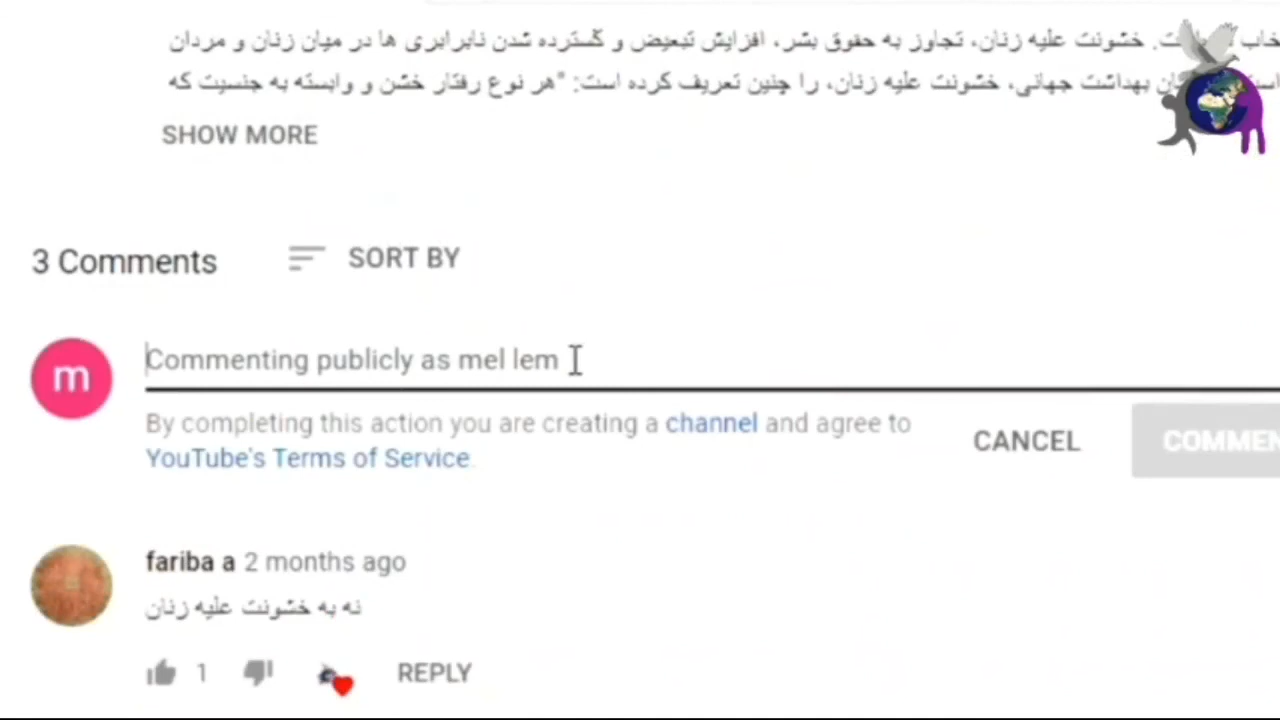 خشونت علیه زنان، تجاوز به حقوق بشر، افزایش تبعیض و گسترده شدن نابرابری ها در میان زنان و مردان
بهداشت جهانی، خشونت علیه زنان، را چنین تعریف کرده است: "هر نوع رفتار خشن و وابسته به جنسیت که
SHOW MORE
3 Comments SORT BY
m Commenting publicly as mel lem
By completing this action you are creating a channel and agree to
YouTube's Terms of Service.
CANCEL
fariba a 2 months ago
نه به خشونت علیه زنان
1 REPLY